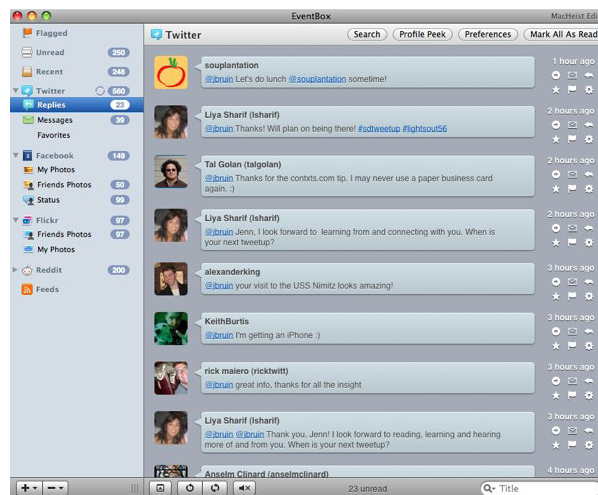 EventBox
MacHeist Edi
Flagged
Unread 250
Recent 248
Twitter 560
Replies 23
Messages 39
Favorites
Facebook 149
My Photos
Friends Photos 50
Status 99
Flickr 97
Friends Photos 97
My Photos
Reddit 200
Feeds
Twitter
Search
Profile Peek
Preferences
Mark All As Read
souplantation
1 hour ago
@jbruin Let's do lunch @souplantation sometime!
Liya Sharif (lsharif)
2 hours ago
@jbruin Thanks! Will plan on being there! #sdtweetup #lightsout56
Tal Golan (talgolan)
2 hours ago
@jbruin Thanks for the contxts.com tip. I may never use a paper business card
again. :)
Liya Sharif (lsharif)
2 hours ago
@jbruin Jenn, I look forward to learning from and connecting with you. When is
your next tweetup?
alexanderking
3 hours ago
@jbruin your visit to the USS Nimitz looks amazing!
KeithBurtis
3 hours ago
@jbruin I'm getting an iPhone :)
rick maiero (ricktwitt)
3 hours ago
@jbruin great info, thanks for all the insight
Liya Sharif (lsharif)
3 hours ago
@jbruin @jbruin Thank you, Jenn! I look forward to reading, learning and hearing
more of and from you. When is your next tweetup?
Anselm Clinard (anselmclinard)
4 hours ago
23 unread
Title